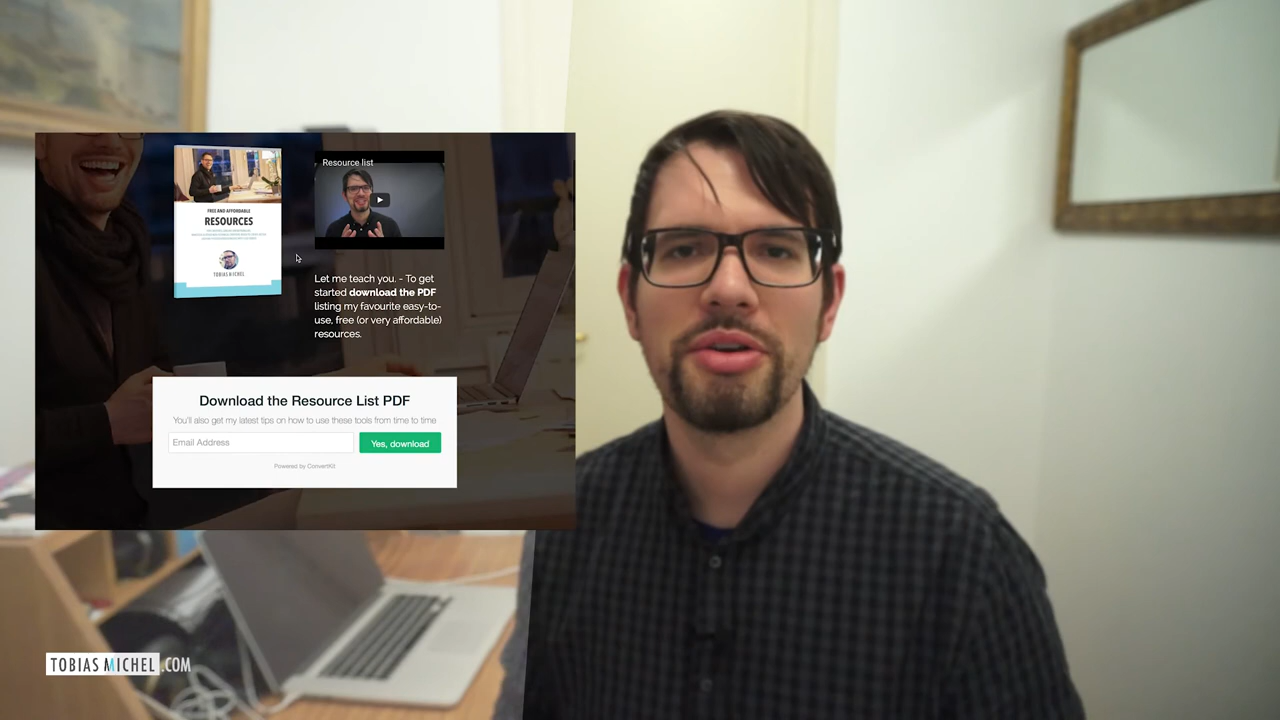 FREE AND AFFORDABLE
RESOURCES
TOBIAS MICHEL
Resource list
Let me teach you. - To get
started download the PDF
listing my favourite easy-to-
use, free (or very affordable)
resources.
Download the Resource List PDF
You'll also get my latest tips on how to use these tools from time to time
Email Address
Yes, download
Powered by ConvertKit
TOBIAS MICHEL.COM